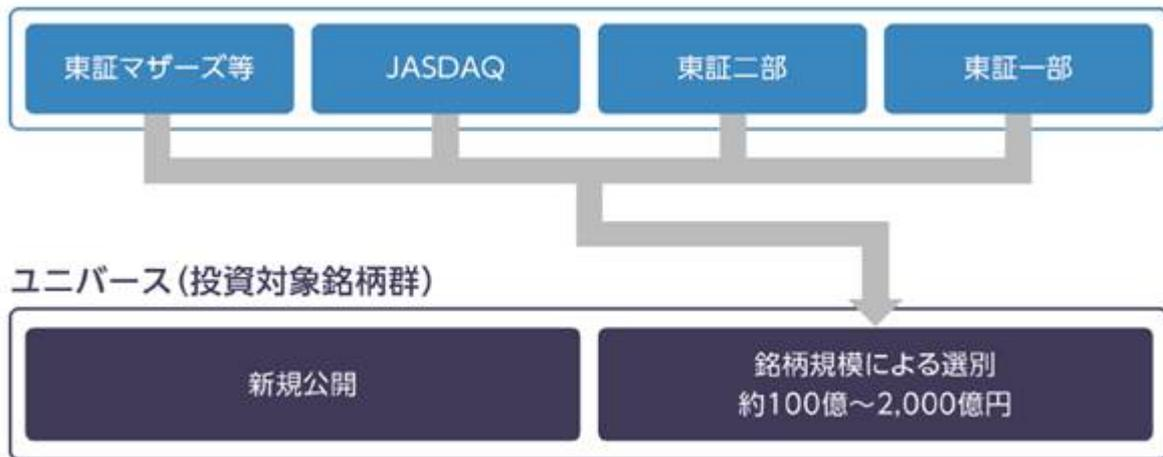 東証マザーズ等
JASDAQ
東証二部
東証一部
ユニバース(投資対象銘柄群)
新規公開
銘柄規模による選別
約100億〜2,000億円